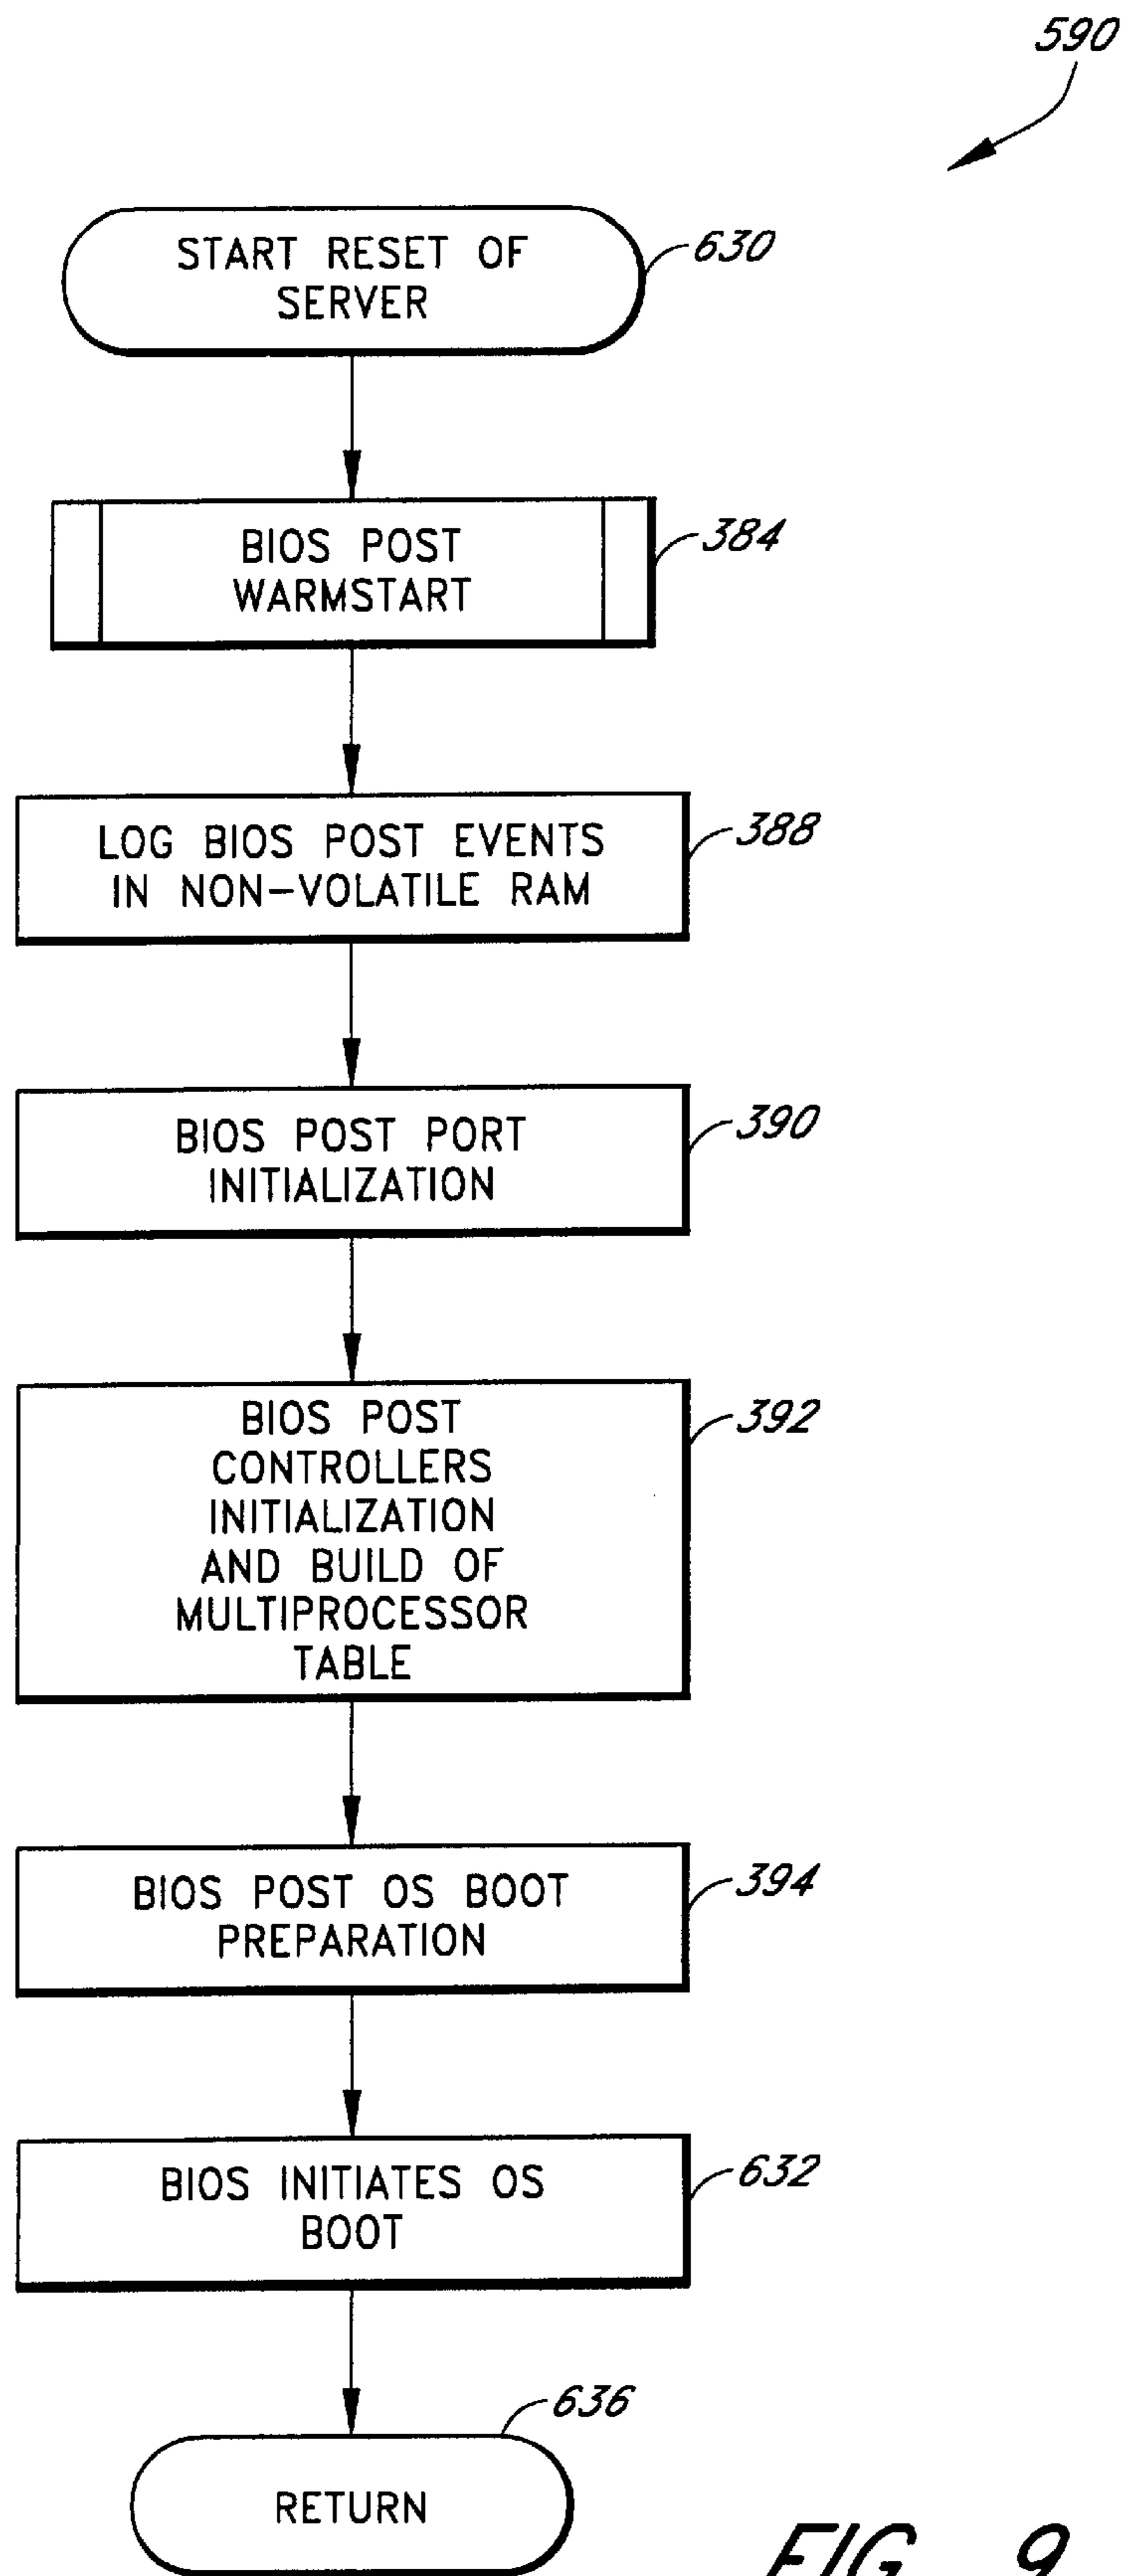 590
START RESET OF
SERVER
630
BIOS POST
WARMSTART
384
LOG BIOS POST EVENTS
IN NON-VOLATILE RAM
388
BIOS POST PORT
INITIALIZATION
390
BIOS POST
CONTROLLERS
INITIALIZATION
AND BUILD OF
MULTIPROCESSOR
TABLE
392
BIOS POST OS BOOT
PREPARATION
394
BIOS INITIATES OS
BOOT
632
RETURN
636
FIG. 9